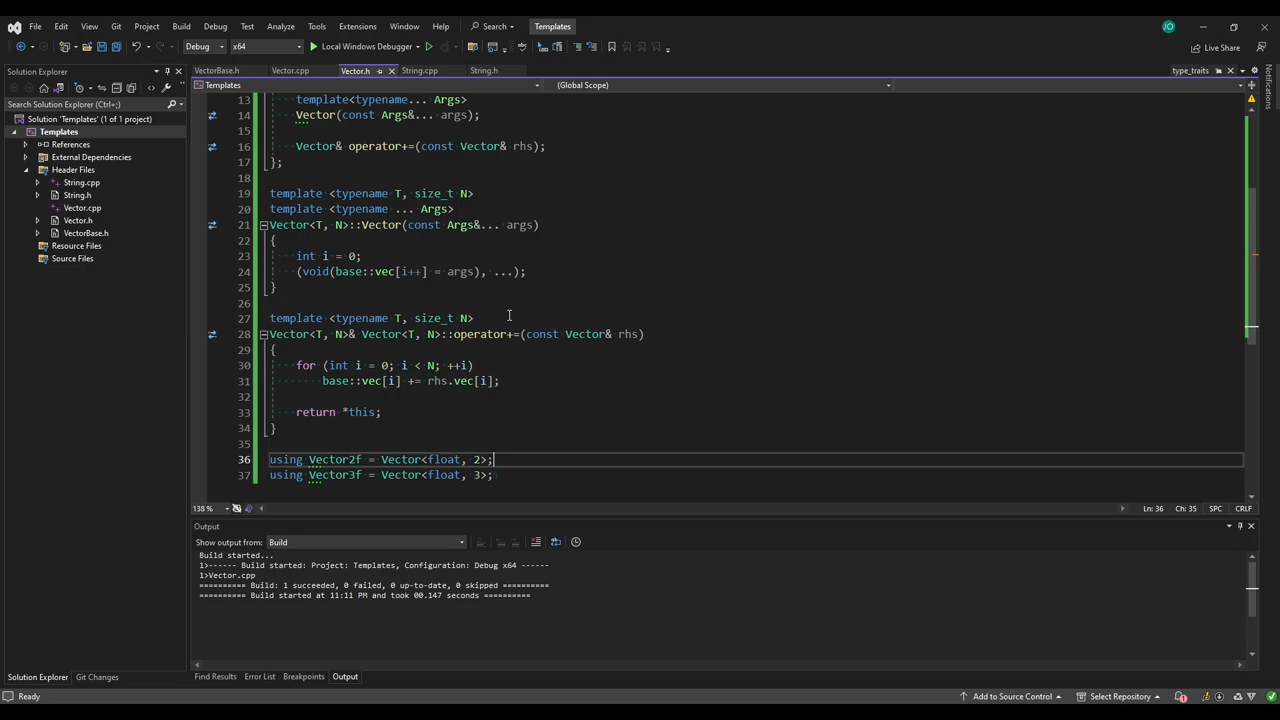 File Edit View Git Project Build Debug Test Analyze Tools Extensions Window Help Search Templates JO
Debug x64 Local Windows Debugger Live Share
Solution Explorer
Search Solution Explorer (Ctrl+;)
Solution 'Templates' (1 of 1 project)
Templates
References
External Dependencies
Header Files
String.cpp
String.h
Vector.cpp
Vector.h
VectorBase.h
Resource Files
Source Files
VectorBase.h Vector.cpp Vector.h String.cpp String.h type_traits
Templates (Global Scope)
13 template<typename... Args>
14 Vector(const Args&... args);
15
16 Vector& operator+=(const Vector& rhs);
17 };
18
19 template <typename T, size_t N>
20 template <typename ... Args>
21 Vector<T, N>::Vector(const Args&... args)
22 {
23 int i = 0;
24 (void(base::vec[i++] = args), ...);
25 }
26
27 template <typename T, size_t N>
28 Vector<T, N>& Vector<T, N>::operator+=(const Vector& rhs)
29 {
30 for (int i = 0; i < N; ++i)
31 base::vec[i] += rhs.vec[i];
32
33 return *this;
34 }
35
36 using Vector2f = Vector<float, 2>;
37 using Vector3f = Vector<float, 3>;
138 % Ln: 36 Ch: 35 SPC CRLF
Output
Show output from: Build
Build started...
1>------ Build started: Project: Templates, Configuration: Debug x64 ------
1>Vector.cpp
========== Build: 1 succeeded, 0 failed, 0 up-to-date, 0 skipped ==========
========== Build started at 11:11 PM and took 00.147 seconds ==========
Solution Explorer Git Changes
Find Results Error List Breakpoints Output
Ready Add to Source Control Select Repository 1
Notifications